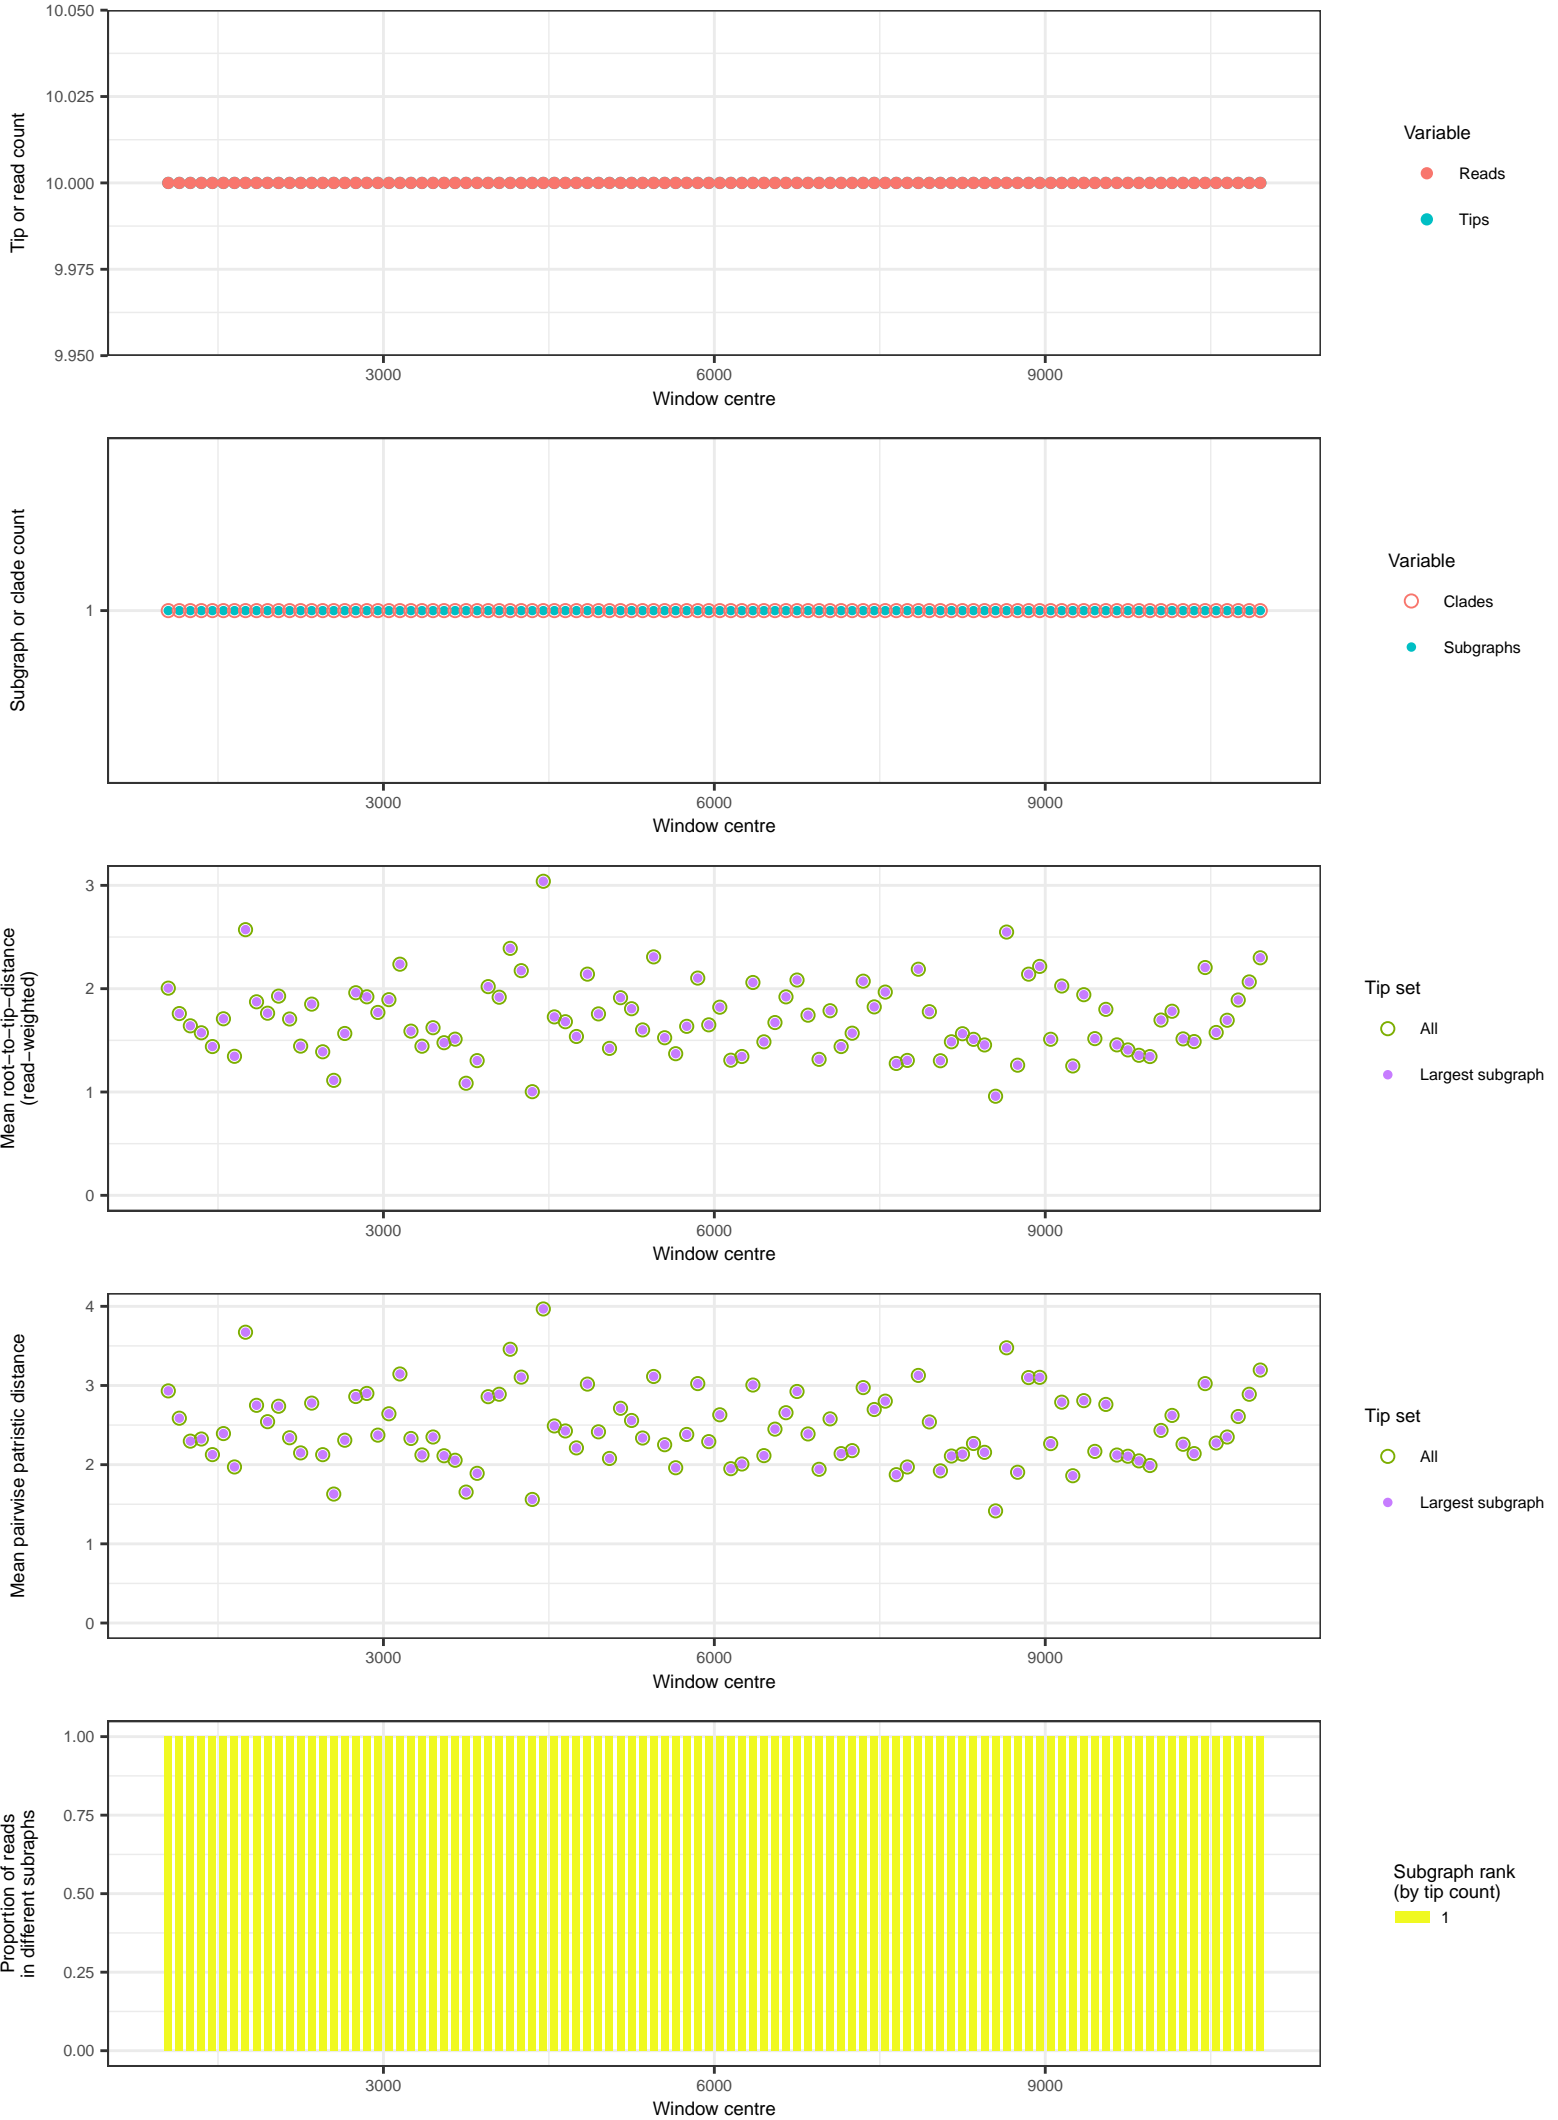 10.050
10.025
10.000
9.975
9.950
Tip or read count
3000
6000
9000
Window centre
Variable
Reads
Tips
1
Subgraph or clade count
3000
6000
9000
Window centre
Variable
Clades
Subgraphs
3
2
1
0
Mean root−to−tip−distance
(read−weighted)
3000
6000
9000
Window centre
Tip set
All
Largest subgraph
4
3
2
1
0
Mean pairwise patristic distance
3000
6000
9000
Window centre
Tip set
All
Largest subgraph
1.00
0.75
0.50
0.25
0.00
Proportion of reads
in different subraphs
3000
6000
9000
Window centre
Subgraph rank
(by tip count)
1